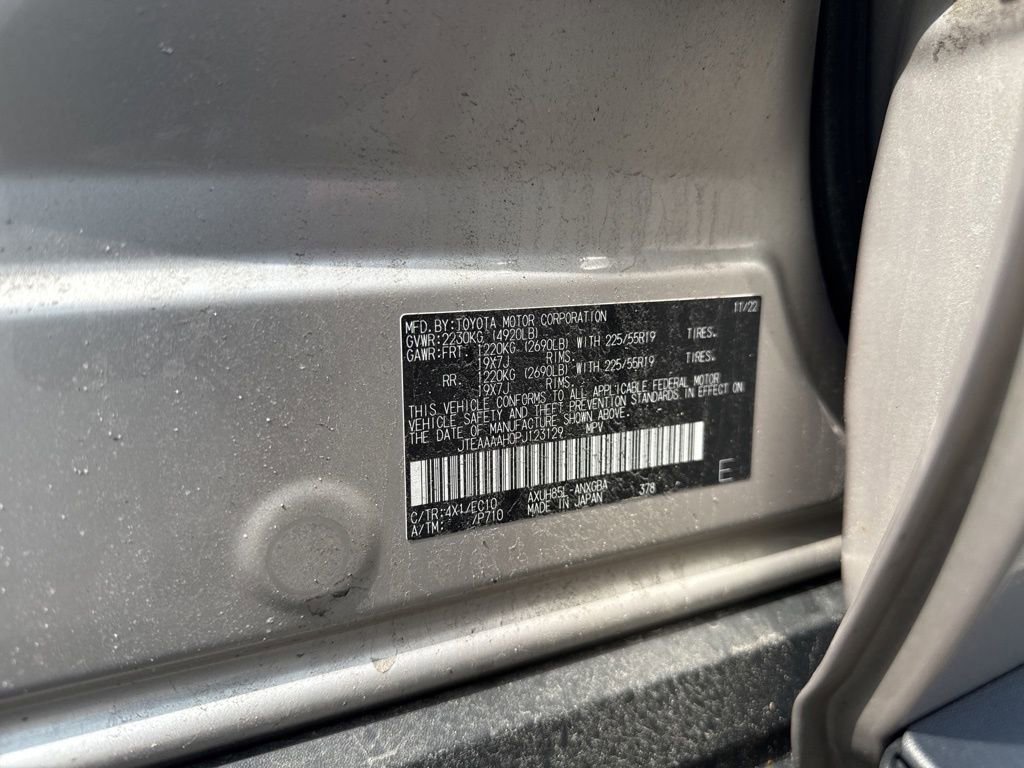 11/22
MFD. BY:TOYOTA MOTOR CORPORATION
GVWR:2230KG (4920LB)
GAWR:FRT. 1220KG (2690LB) WITH 225/55R19 TIRES.
19X7J RIMS.
RR. 1220KG (2690LB) WITH 225/55R19 TIRES.
19X7J RIMS.
THIS VEHICLE CONFORMS TO ALL APPLICABLE FEDERAL MOTOR
VEHICLE SAFETY AND THEFT PREVENTION STANDARDS IN EFFECT ON
THE DATE OF MANUFACTURE SHOWN ABOVE.
JTEAAAAH0PJ123129 MPV
C/TR:4X1/EC10 AXUH85L-ANXGBA 378 E
A/TM: /P710 MADE IN JAPAN